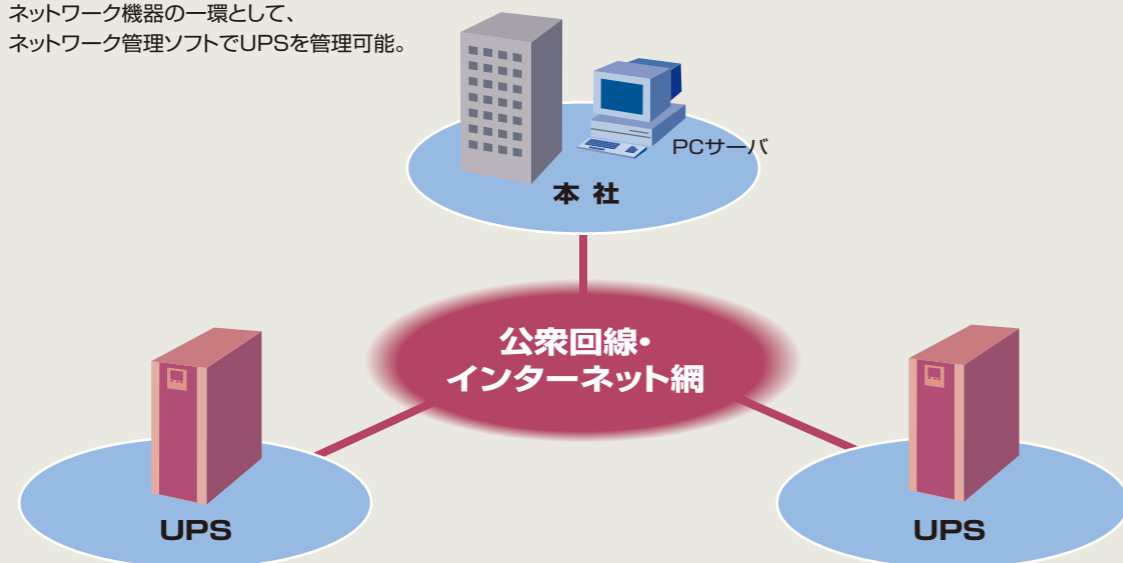 ネットワーク機器の一環として、
ネットワーク管理ソフトでUPSを管理可能。
PCサーバ
本 社
公衆回線・
インターネット網
UPS
UPS